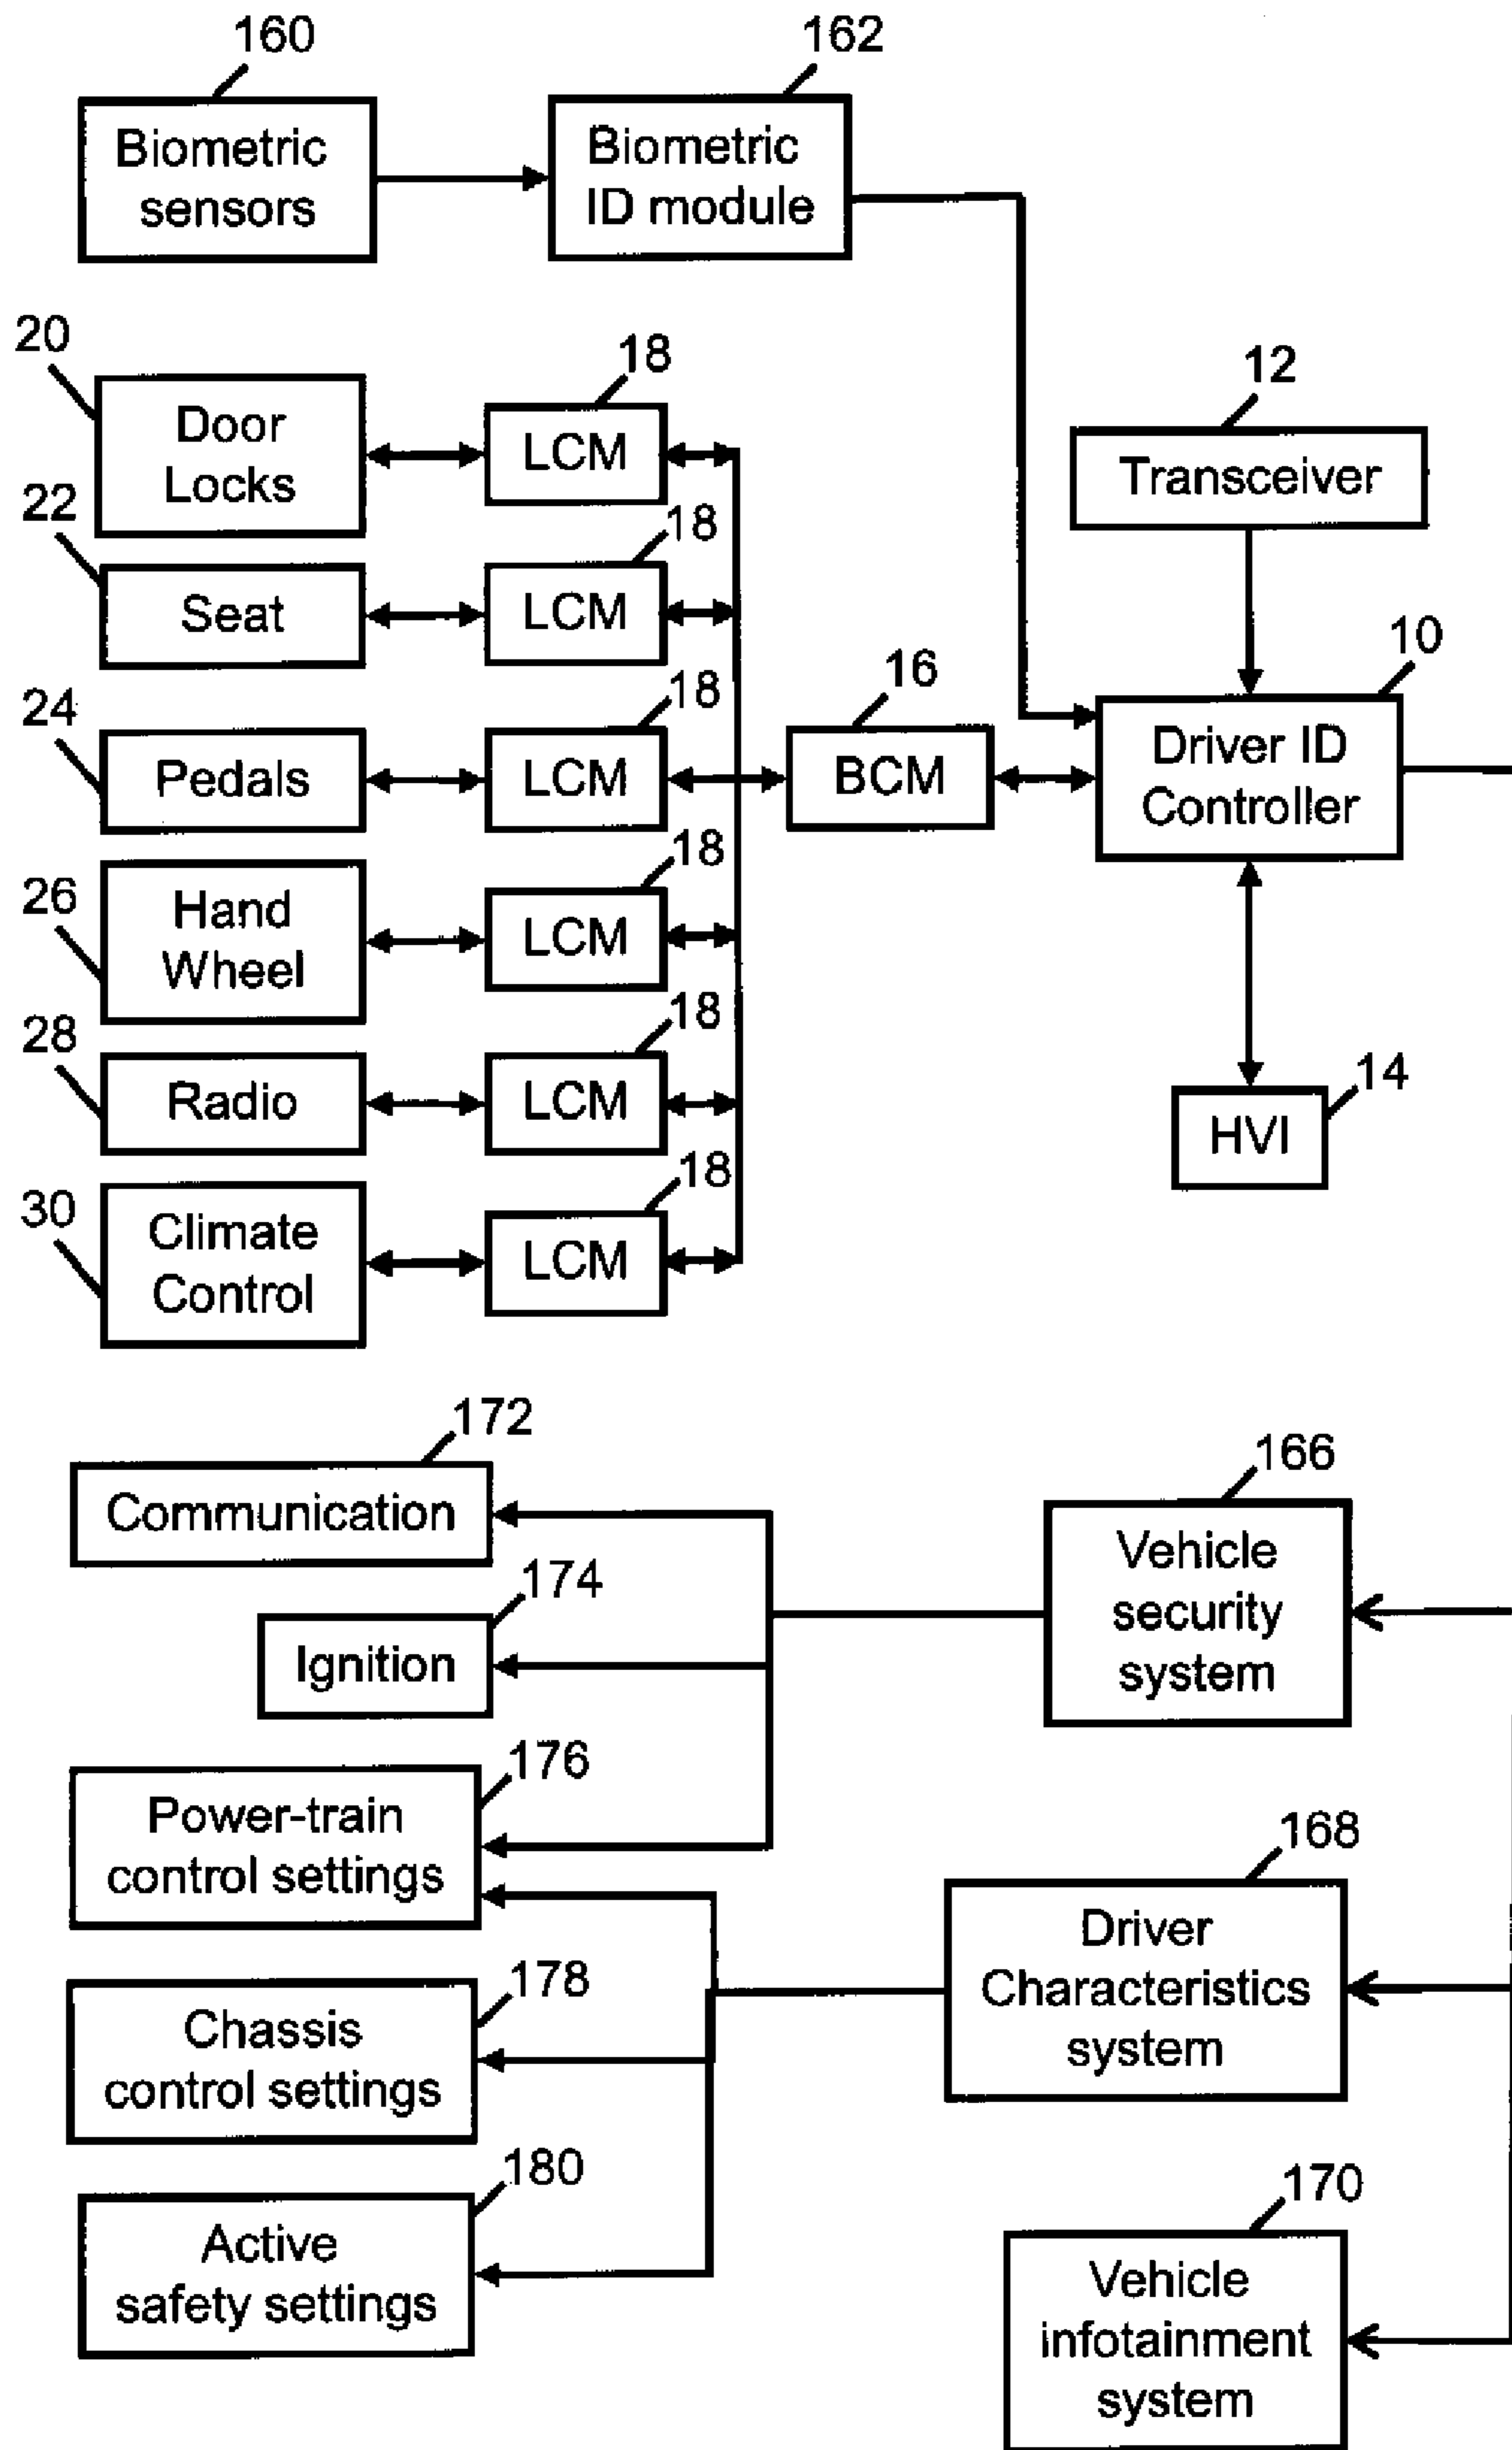 160
162
Biometric
sensors
Biometric
ID module
20
18
12
Door
Locks
LCM
Transceiver
22
18
Seat
LCM
10
24
18
16
Pedals
LCM
BCM
Driver ID
Controller
26
18
Hand
Wheel
LCM
28
18
14
Radio
LCM
HVI
30
18
Climate
Control
LCM
172
166
Communication
Vehicle
security
system
174
Ignition
176
168
Power-train
control settings
Driver
Characteristics
system
178
Chassis
control settings
180
170
Active
safety settings
Vehicle
infotainment
system